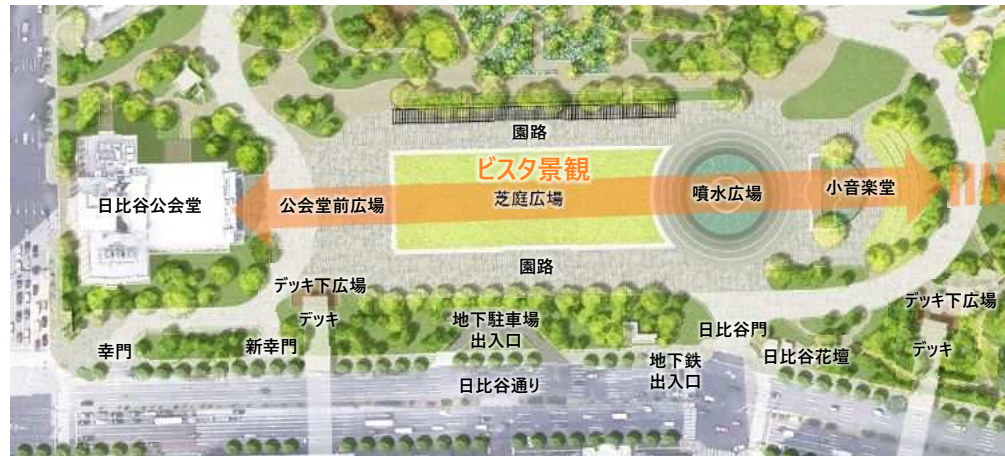 園路
ビスタ景観
日比谷公会堂
公会堂前広場
芝庭広場
噴水広場
小音楽堂
園路
デッキ下広場
デッキ
地下駐車場
出入口
デッキ下広場
デッキ
日比谷門
日比谷花壇
幸門
新幸門
地下鉄
出入口
日比谷通り